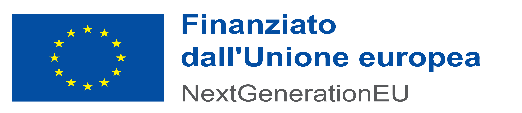 Finanziato
dall'Unione europea
NextGenerationEU